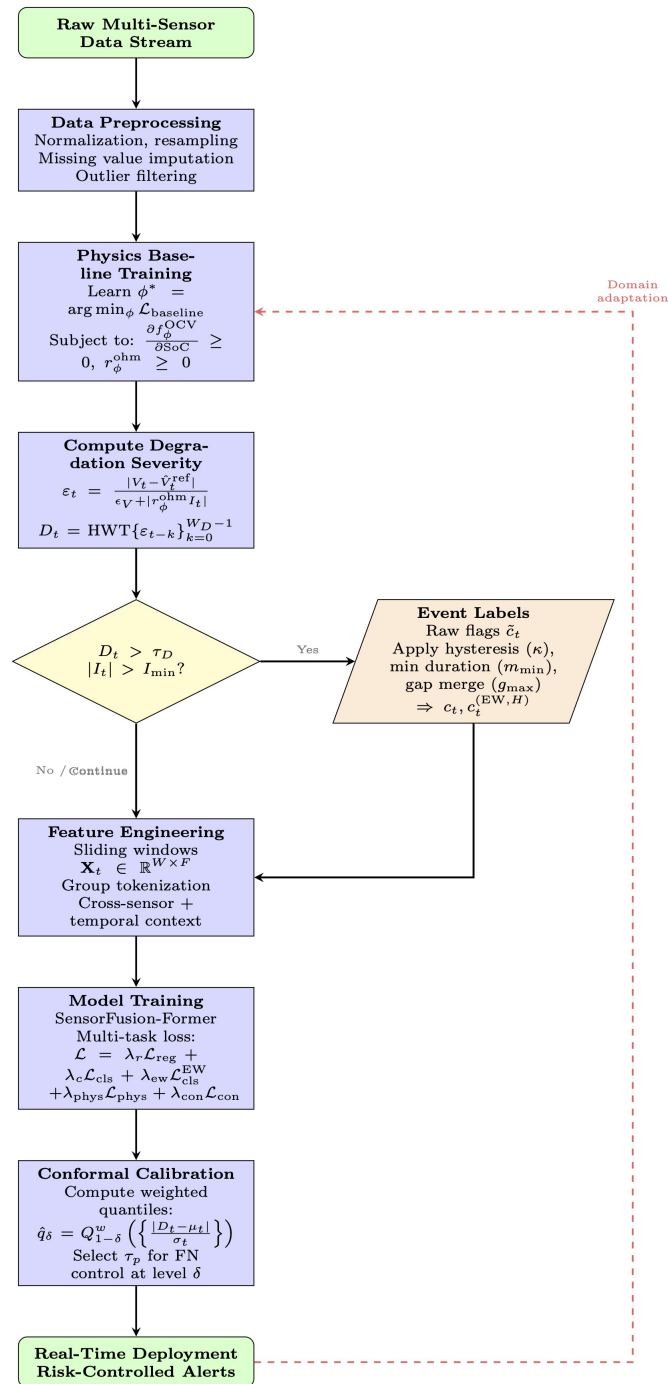 Raw Multi-Sensor
Data Stream
Data Preprocessing
Normalization, resampling
Missing value imputation
Outlier filtering
Physics Base-
line Training
Learn ϕ* =
arg min_ϕ ℒ_baseline
Subject to: ∂f_ϕ^OCV/∂SoC ≥
0, r_ϕ^ohm ≥ 0
Domain
adaptation
Compute Degra-
dation Severity
ε_t = |V_t−V̂_t^ref| / (ϵ_V+|r_ϕ^ohm I_t|)
D_t = HWT{ε_{t−k}}_{k=0}^{W_D−1}
D_t > τ_D
|I_t| > I_min?
Yes
Event Labels
Raw flags c̃_t
Apply hysteresis (κ),
min duration (m_min),
gap merge (g_max)
⇒ c_t, c_t^(EW,H)
No / Continue
Feature Engineering
Sliding windows
𝐗_t ∈ ℝ^{W×F}
Group tokenization
Cross-sensor +
temporal context
Model Training
SensorFusion-Former
Multi-task loss:
ℒ = λ_r ℒ_reg +
λ_c ℒ_cls + λ_ew ℒ_cls^EW
+λ_phys ℒ_phys + λ_con ℒ_con
Conformal Calibration
Compute weighted
quantiles:
q̂_δ = Q_{1−δ}^w ({|D_t−μ_t|/σ_t})
Select τ_p for FN
control at level δ
Real-Time Deployment
Risk-Controlled Alerts